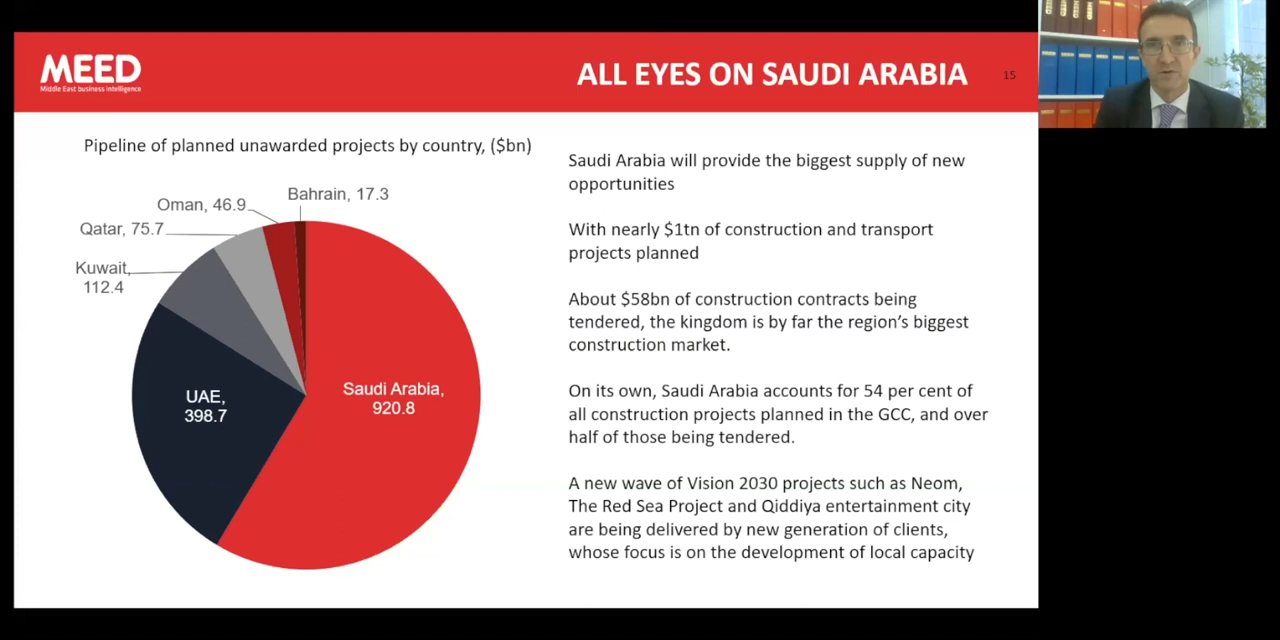 MEED
Middle East business intelligence
ALL EYES ON SAUDI ARABIA
15
Pipeline of planned unawarded projects by country, ($bn)
Bahrain, 17.3
Oman, 46.9
Qatar, 75.7
Kuwait,
112.4
UAE,
398.7
Saudi Arabia,
920.8
Saudi Arabia will provide the biggest supply of new
opportunities
With nearly $1tn of construction and transport
projects planned
About $58bn of construction contracts being
tendered, the kingdom is by far the region’s biggest
construction market.
On its own, Saudi Arabia accounts for 54 per cent of
all construction projects planned in the GCC, and over
half of those being tendered.
A new wave of Vision 2030 projects such as Neom,
The Red Sea Project and Qiddiya entertainment city
are being delivered by new generation of clients,
whose focus is on the development of local capacity